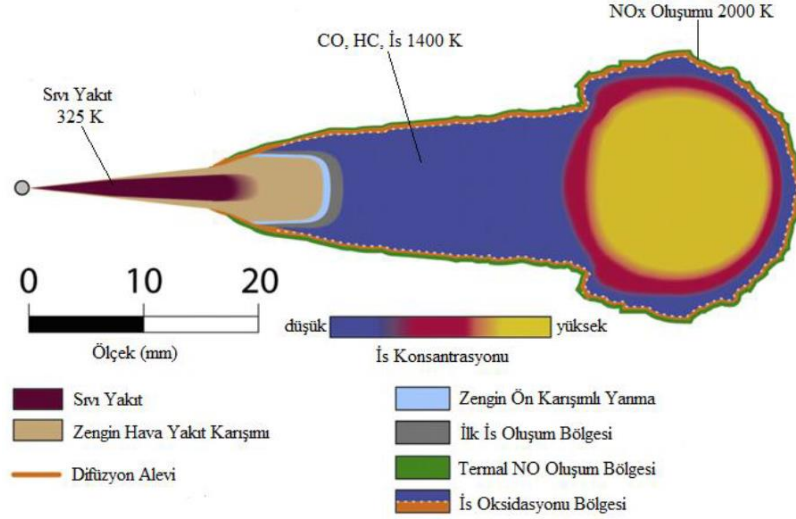 NOx Oluşumu 2000 K
CO, HC, İs 1400 K
Sıvı Yakıt
325 K
0 10 20
Ölçek (mm)
düşük yüksek
İs Konsantrasyonu
Sıvı Yakıt
Zengin Hava Yakıt Karışımı
Difüzyon Alevi
Zengin Ön Karışımlı Yanma
İlk İs Oluşum Bölgesi
Termal NO Oluşum Bölgesi
İs Oksidasyonu Bölgesi